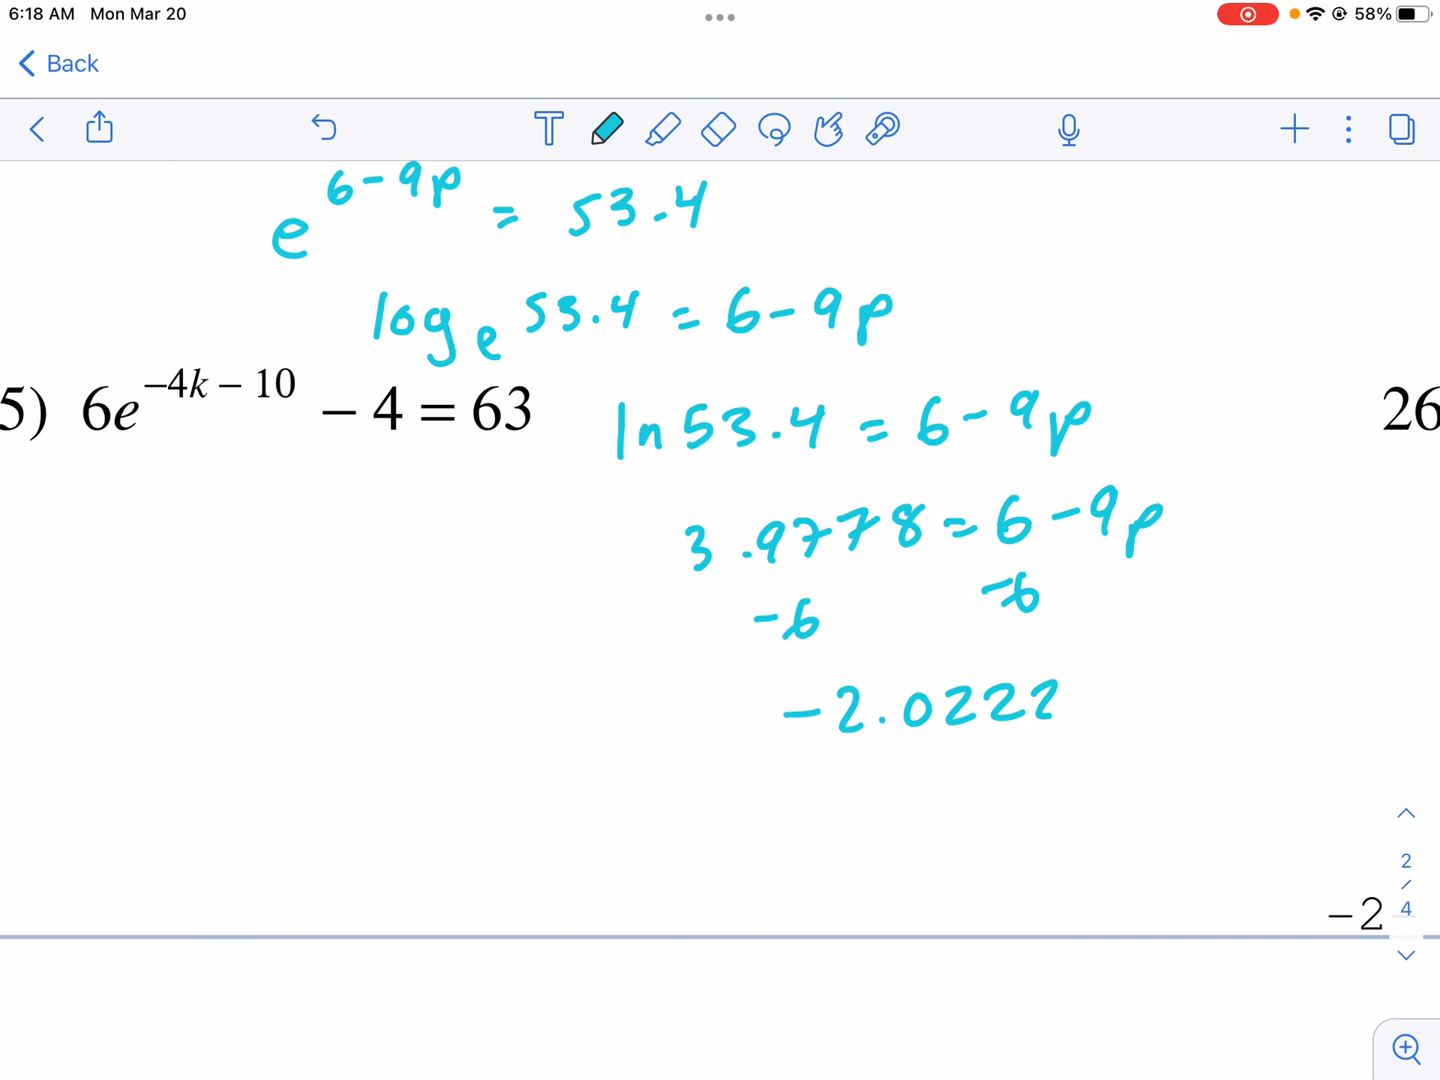 6:18 AM Mon Mar 20
58%
Back
T
e^{6-9p} = 53.4
log_e 53.4 = 6-9p
5) 6e^{-4k-10} - 4 = 63
26
ln 53.4 = 6-9p
3.9778 = 6-9p
-6 -6
-2.0222
2
/
4
-2